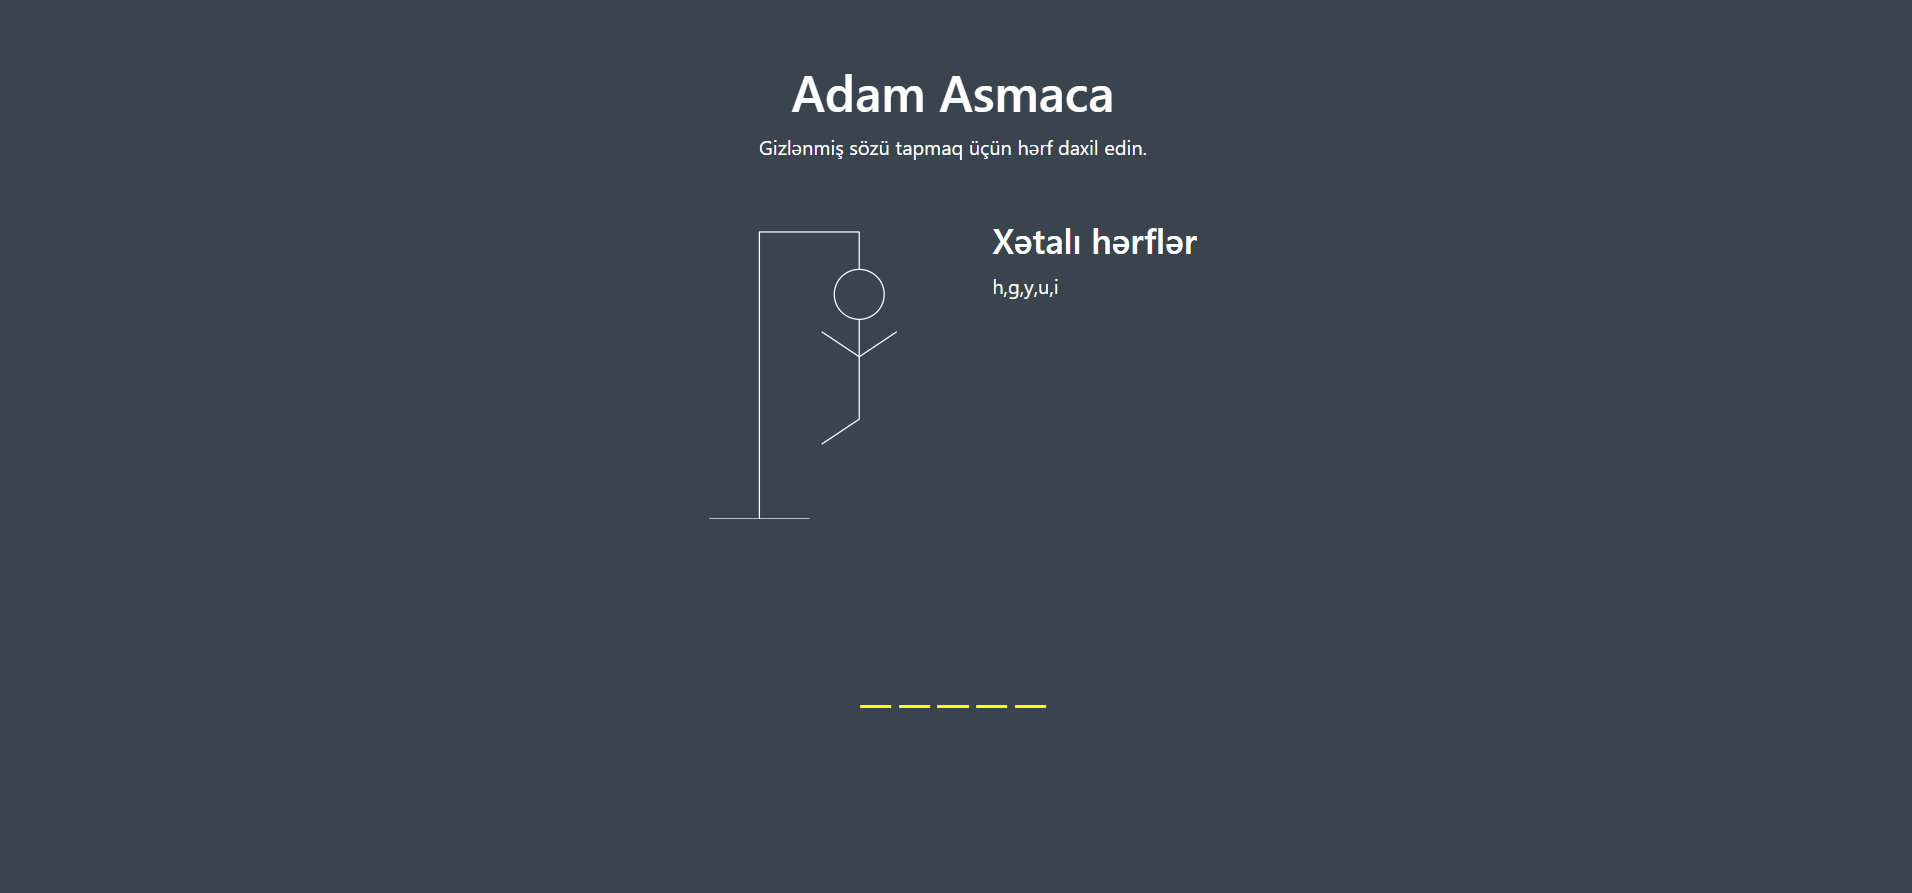 Adam Asmaca
Gizlənmiş sözü tapmaq üçün hərf daxil edin.
Xətalı hərflər
h,g,y,u,i